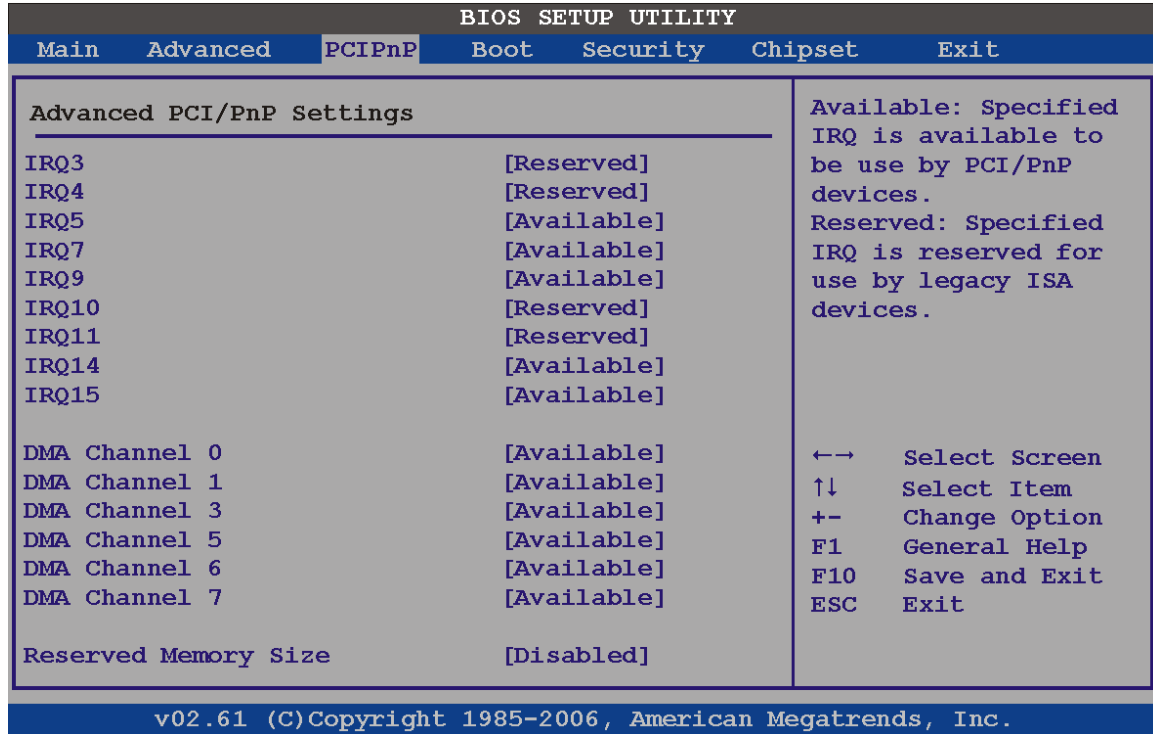 BIOS SETUP UTILITY
Main Advanced PCIPnP Boot Security Chipset Exit
Advanced PCI/PnP Settings
IRQ3 [Reserved]
IRQ4 [Reserved]
IRQ5 [Available]
IRQ7 [Available]
IRQ9 [Available]
IRQ10 [Reserved]
IRQ11 [Reserved]
IRQ14 [Available]
IRQ15 [Available]
DMA Channel 0 [Available]
DMA Channel 1 [Available]
DMA Channel 3 [Available]
DMA Channel 5 [Available]
DMA Channel 6 [Available]
DMA Channel 7 [Available]
Reserved Memory Size [Disabled]
Available: Specified
IRQ is available to
be use by PCI/PnP
devices.
Reserved: Specified
IRQ is reserved for
use by legacy ISA
devices.
←→ Select Screen
↑↓ Select Item
+- Change Option
F1 General Help
F10 Save and Exit
ESC Exit
v02.61 (C)Copyright 1985-2006, American Megatrends, Inc.